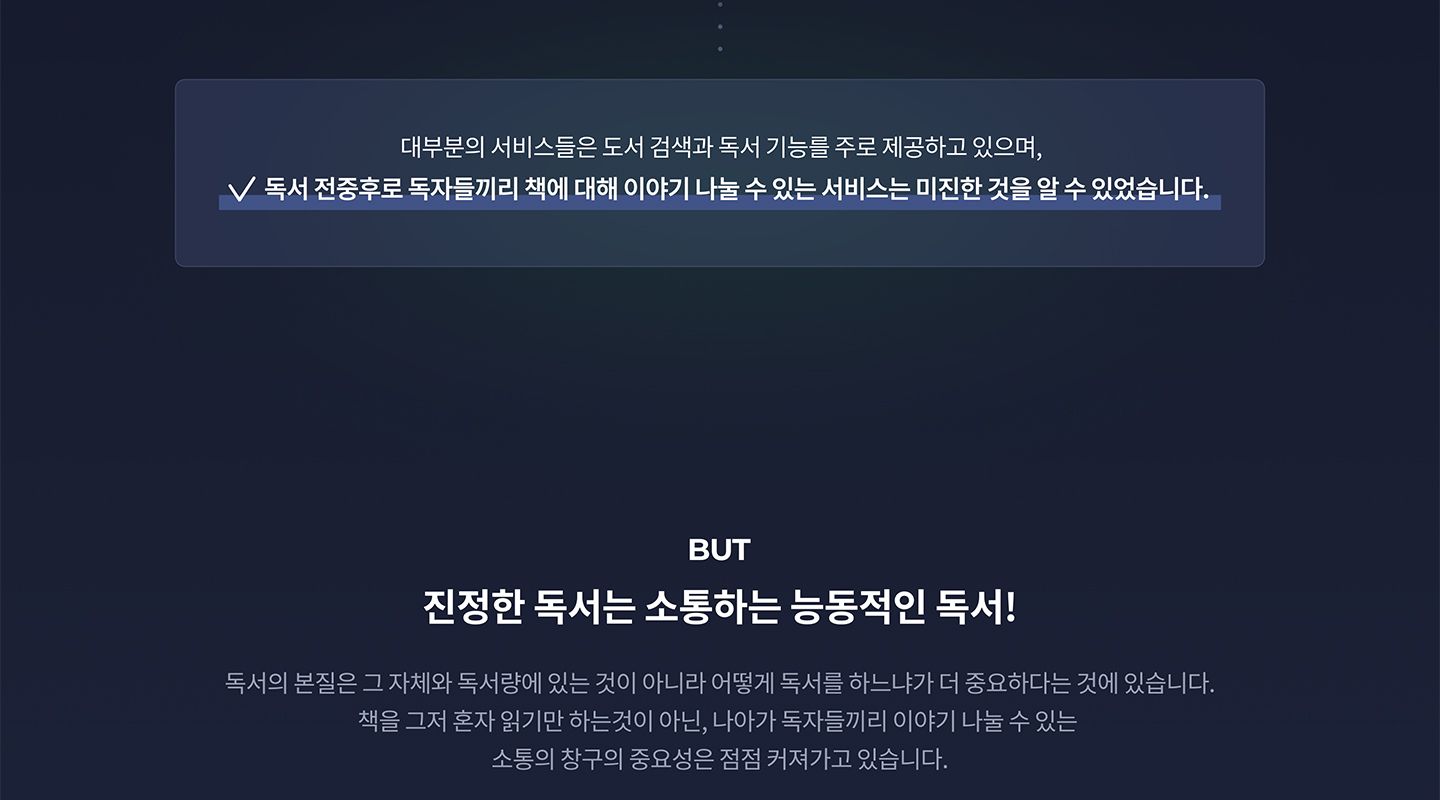 대부분의 서비스들은 도서 검색과 독서 기능를 주로 제공하고 있으며,
✓ 독서 전중후로 독자들끼리 책에 대해 이야기 나눌 수 있는 서비스는 미진한 것을 알 수 있었습니다.
BUT
진정한 독서는 소통하는 능동적인 독서!
독서의 본질은 그 자체와 독서량에 있는 것이 아니라 어떻게 독서를 하느냐가 더 중요하다는 것에 있습니다.
책을 그저 혼자 읽기만 하는것이 아닌, 나아가 독자들끼리 이야기 나눌 수 있는
소통의 창구의 중요성은 점점 커져가고 있습니다.